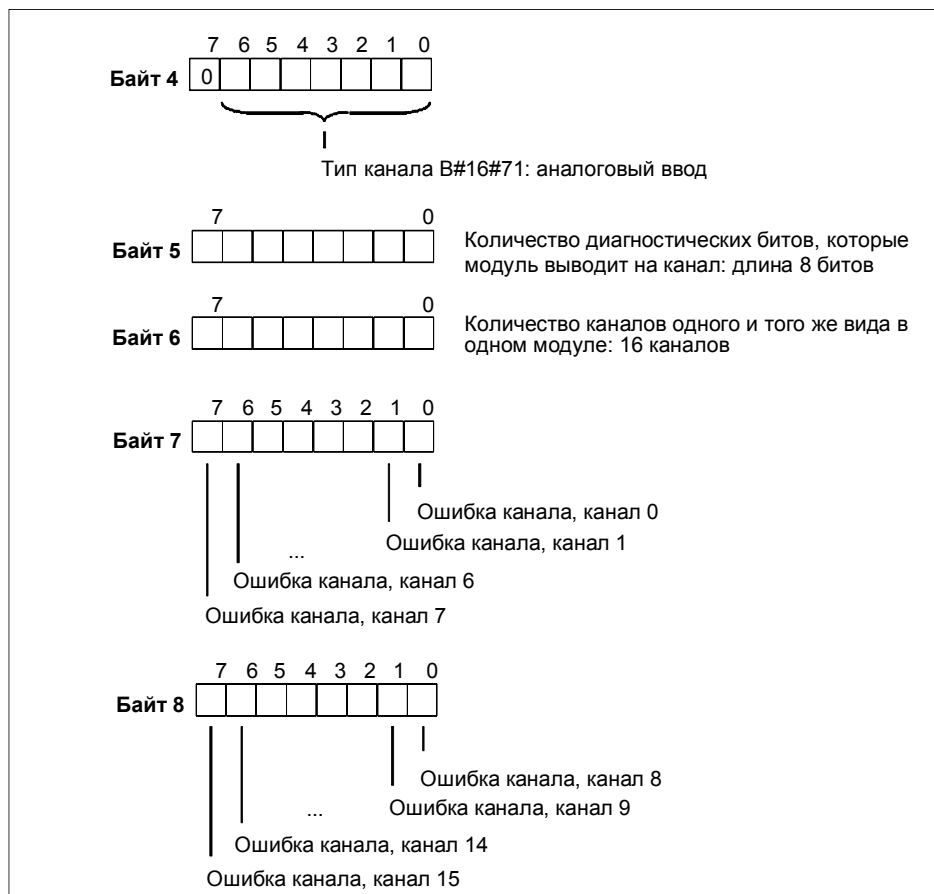 7 6 5 4 3 2 1 0
Байт 4 0
Тип канала B#16#71: аналоговый ввод
7 0
Байт 5
Количество диагностических битов, которые
модуль выводит на канал: длина 8 битов
7 0
Байт 6
Количество каналов одного и того же вида в
одном модуле: 16 каналов
7 6 5 4 3 2 1 0
Байт 7
Ошибка канала, канал 0
... Ошибка канала, канал 1
Ошибка канала, канал 6
Ошибка канала, канал 7
7 6 5 4 3 2 1 0
Байт 8
Ошибка канала, канал 8
... Ошибка канала, канал 9
Ошибка канала, канал 14
Ошибка канала, канал 15